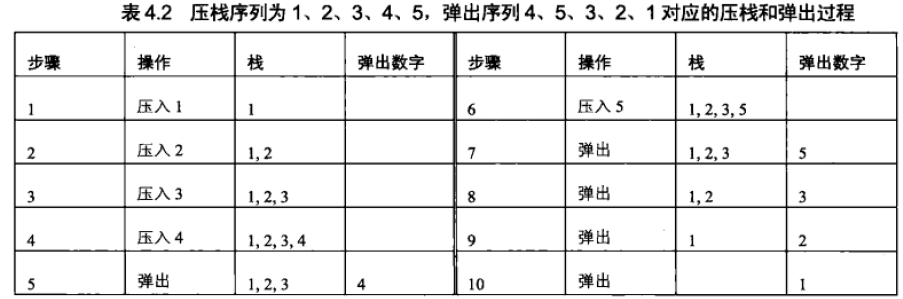 表4.2 压栈序列为1、2、3、4、5，弹出序列4、5、3、2、1对应的压栈和弹出过程
步骤 操作 栈 弹出数字 步骤 操作 栈 弹出数字
1 压入1 1 6 压入5 1, 2, 3, 5
2 压入2 1, 2 7 弹出 1, 2, 3 5
3 压入3 1, 2, 3 8 弹出 1, 2 3
4 压入4 1, 2, 3, 4 9 弹出 1 2
5 弹出 1, 2, 3 4 10 弹出 1